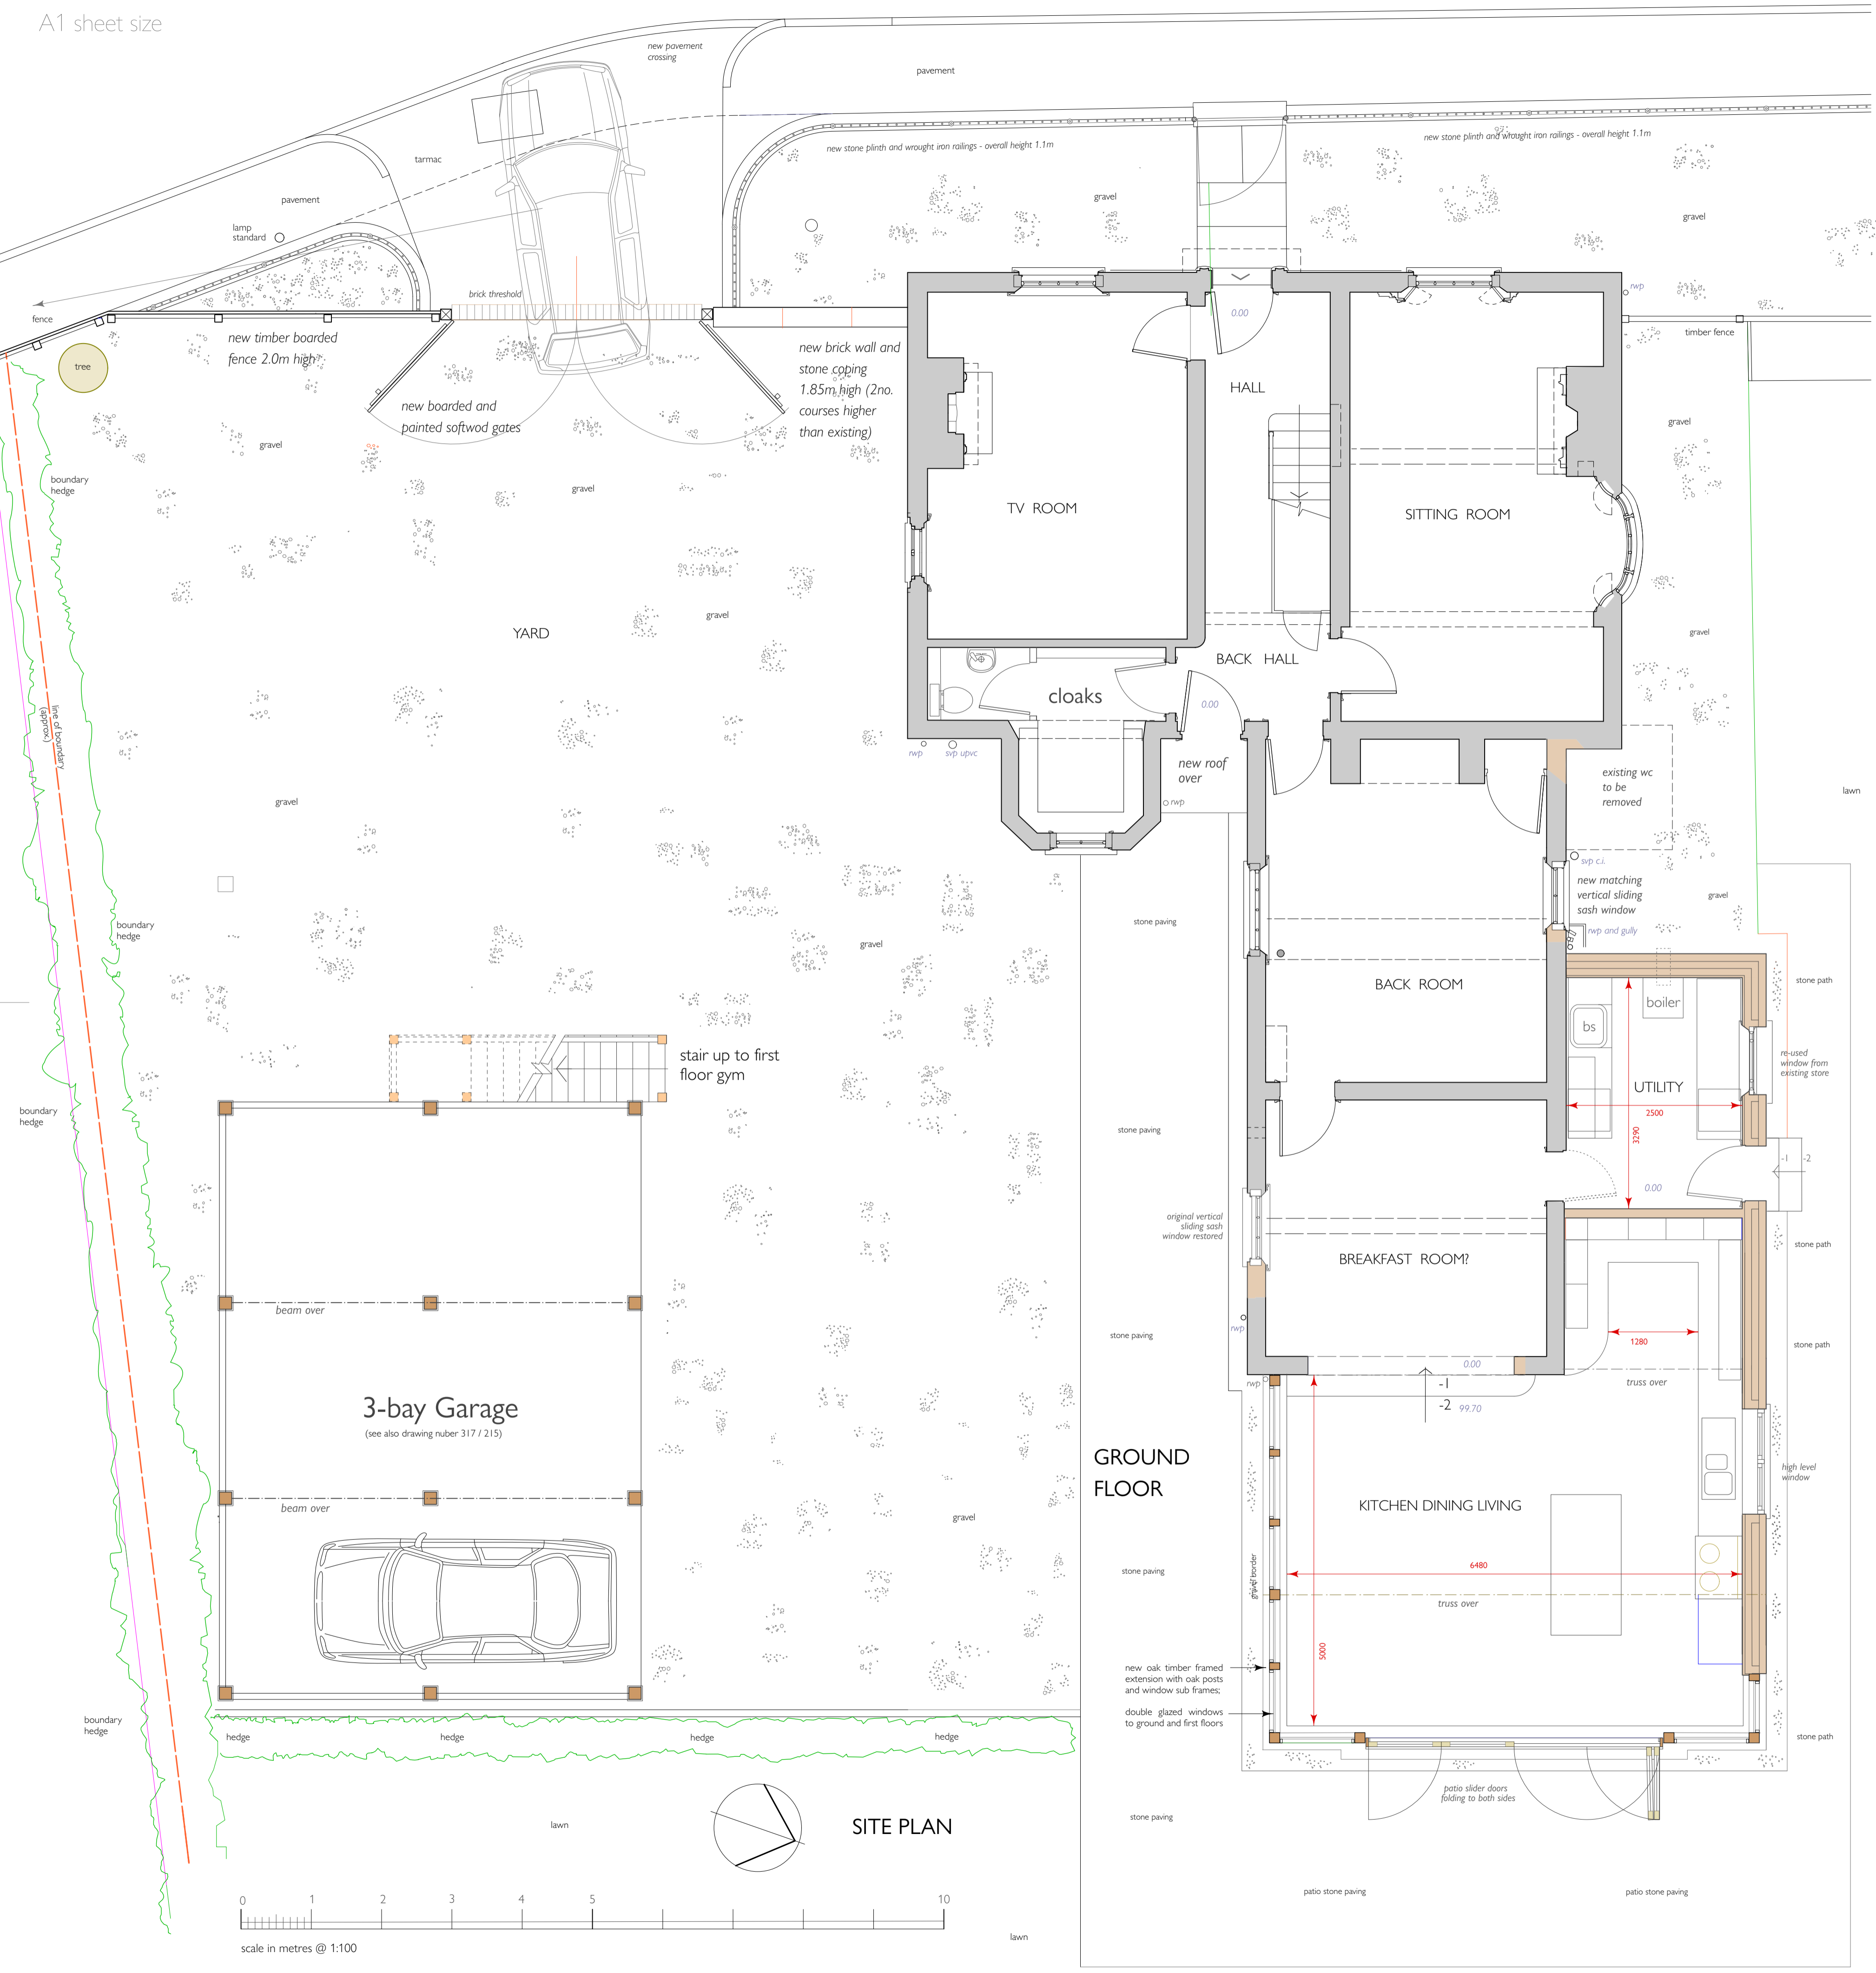 A1 sheet size
new pavement
crossing
pavement
tarmac
new stone plinth and wrought iron railings - overall height 1.1m
new stone plinth and wrought iron railings - overall height 1.1m
pavement
gravel
gravel
lamp
standard
brick threshold
rwp
fence
0.00
timber fence
new timber boarded
fence 2.0m high
new brick wall and
stone coping
1.85m high (2no.
courses higher
than existing)
tree
HALL
new boarded and
painted softwod gates
gravel
gravel
boundary
hedge
gravel
TV ROOM
SITTING ROOM
gravel
YARD
gravel
BACK HALL
cloaks
0.00
line of boundary
(approx.)
rwp
svp upvc
new roof
over
existing wc
to be
removed
lawn
gravel
rwp
svp c.i.
new matching
vertical sliding
sash window
gravel
boundary
hedge
stone paving
rwp and gully
gravel
BACK ROOM
stone path
boiler
bs
stair up to first
floor gym
re-used
window from
existing store
UTILITY
2500
3290
boundary
hedge
stone paving
-1
-2
0.00
original vertical
sliding sash
window restored
stone path
BREAKFAST ROOM?
beam over
rwp
stone paving
1280
stone path
0.00
truss over
rwp
-1
-2
99.70
3-bay Garage
(see also drawing nuber 317 / 215)
GROUND
FLOOR
high level
window
KITCHEN DINING LIVING
beam over
gravel
6480
stone paving
gravel border
truss over
5000
new oak timber framed
extension with oak posts
and window sub frames;
double glazed windows
to ground and first floors
boundary
hedge
hedge
hedge
hedge
hedge
stone path
patio slider doors
folding to both sides
lawn
SITE PLAN
stone paving
patio stone paving
patio stone paving
0
1
2
3
4
5
10
lawn
scale in metres @ 1:100